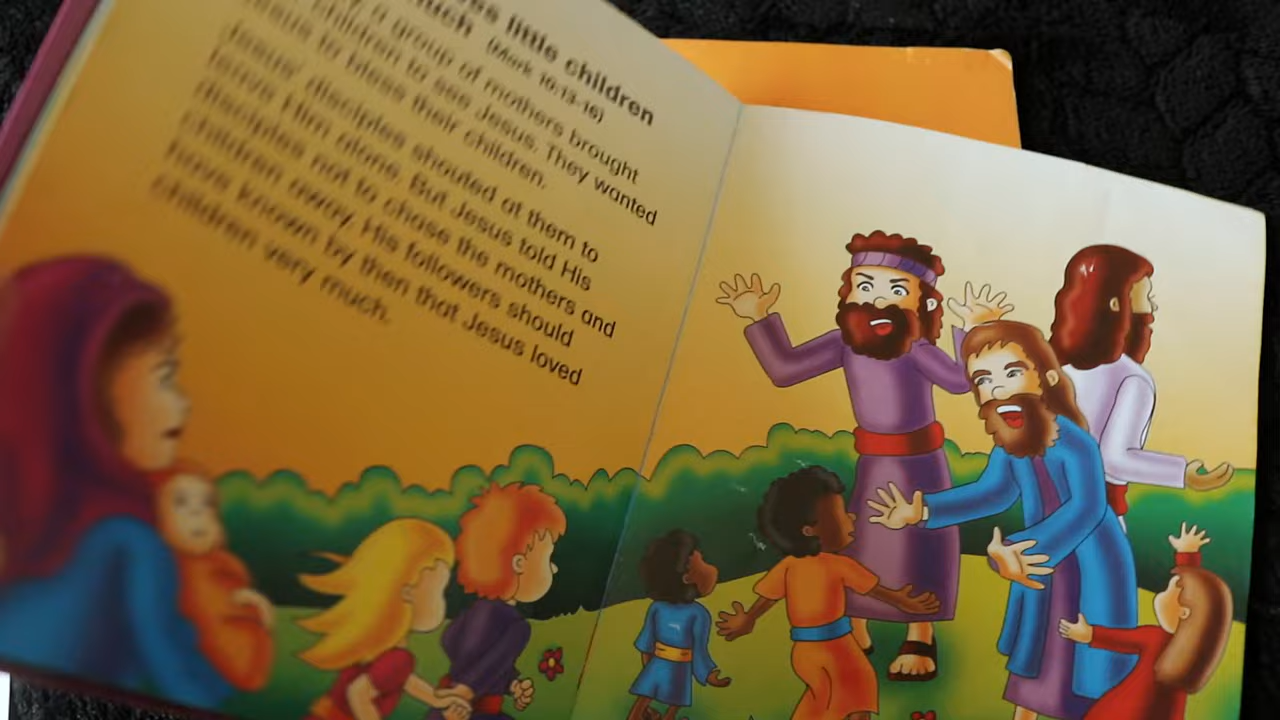 little children
much (Mark 10:13-16)
a group of mothers brought
children to see Jesus. They wanted
Jesus to bless their children.
Jesus' disciples shouted at them to
leave Him alone. But Jesus told His
disciples not to chase the mothers and
children away. His followers should
have known by then that Jesus loved
children very much.